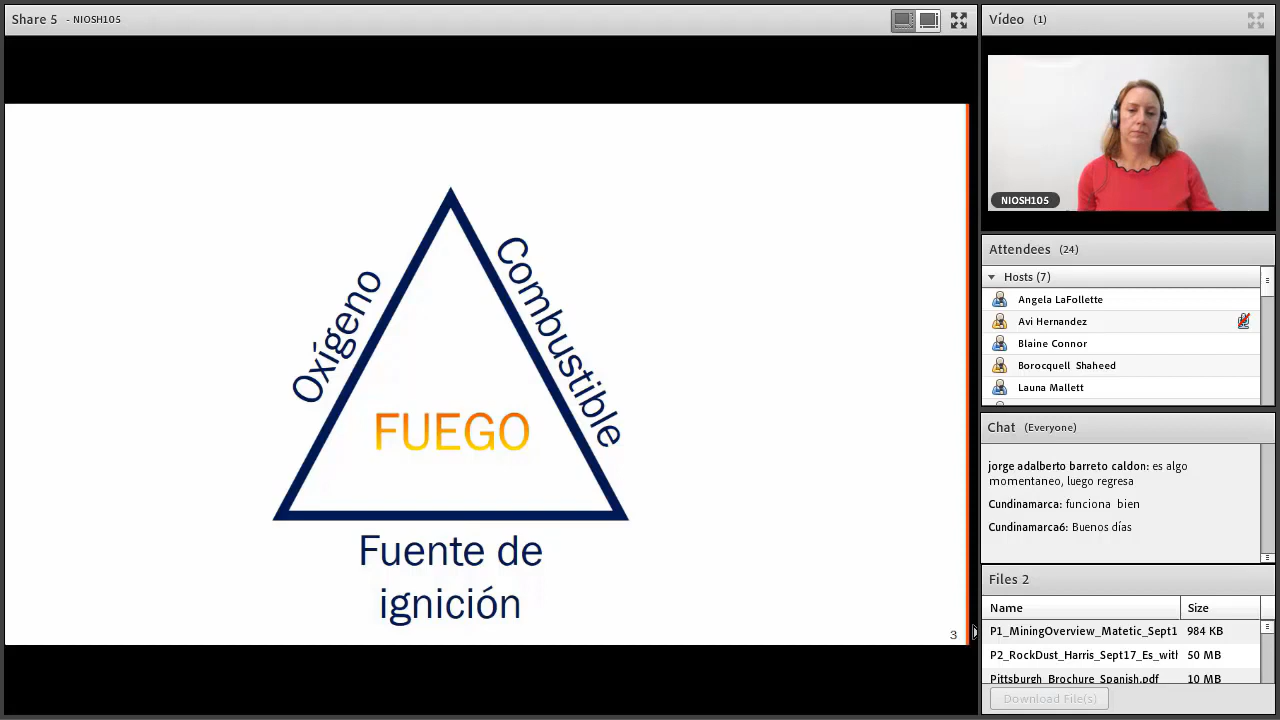 Share 5 - NIOSH105
Oxígeno
Combustible
FUEGO
Fuente de
ignición
3
Vídeo (1)
NIOSH105
Attendees (24)
Hosts (7)
Angela LaFollette
Avi Hernandez
Blaine Connor
Borocquell Shaheed
Launa Mallett
Chat (Everyone)
jorge adalberto barreto caldon: es algo
momentaneo, luego regresa
Cundinamarca: funciona bien
Cundinamarca6: Buenos días
Files 2
Name Size
P1_MiningOverview_Matetic_Sept1 984 KB
P2_RockDust_Harris_Sept17_Es_with 50 MB
Pittsburgh_Brochure_Spanish.pdf 10 MB
Download File(s)